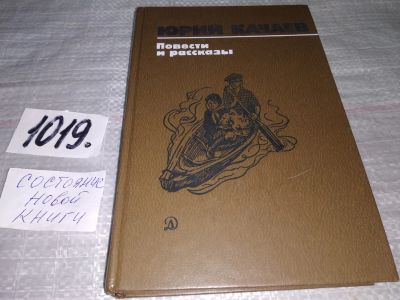 ЮРИЙ КАЧАЕВ
Повести
и рассказы
Д
1019.
СОСТОЯНИЕ
НОВОЙ
КНИГИ